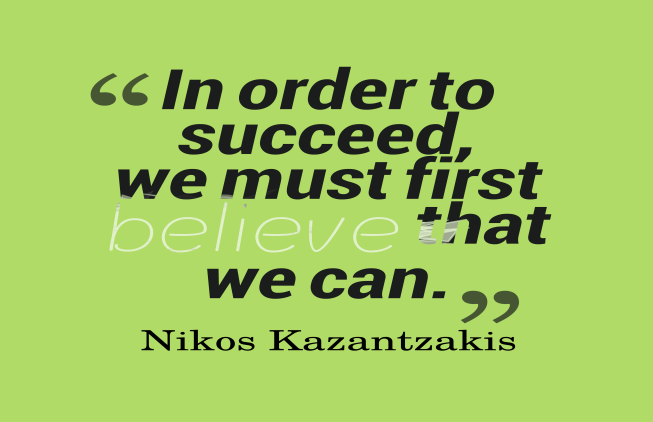 “In order to
succeed,
we must first
believe that
we can.”
Nikos Kazantzakis